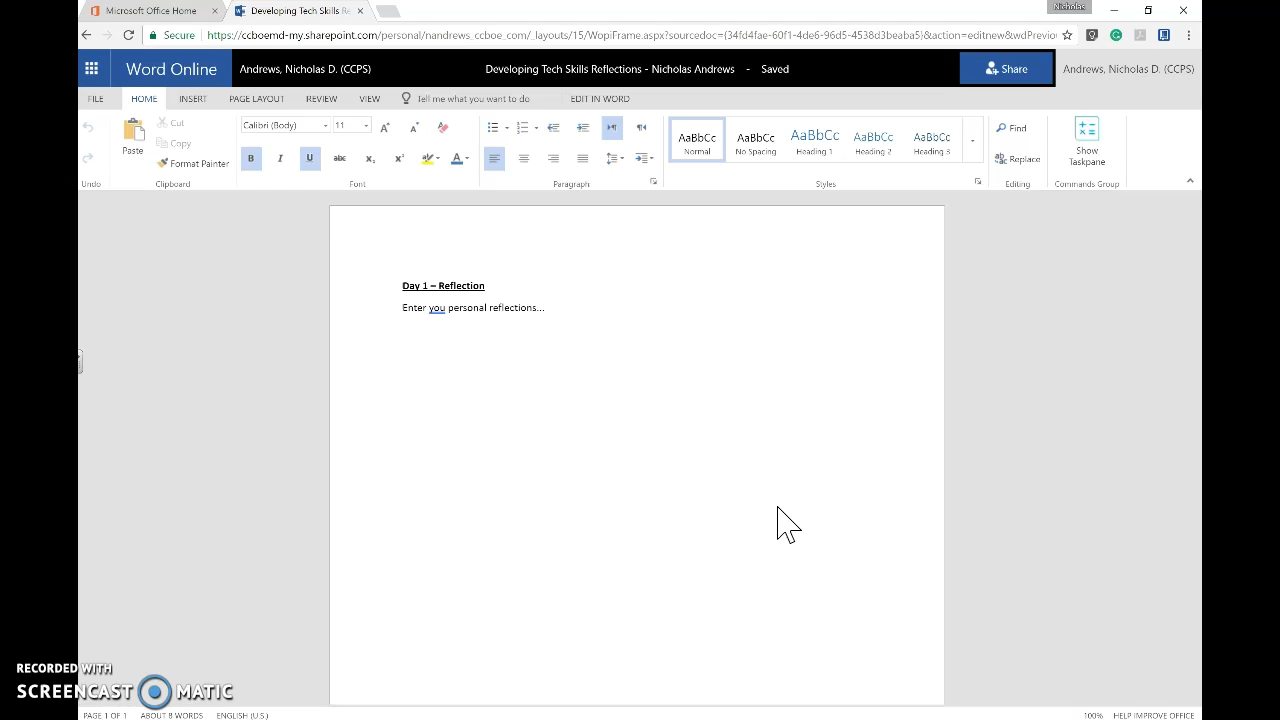 Nicholas
Microsoft Office Home
Developing Tech Skills Re
Secure
https://ccboemd-my.sharepoint.com/personal/nandrews_ccboe_com/_layouts/15/WopiFrame.aspx?sourcedoc={34fd4fae-60f1-4de6-96d5-4538d3beaba5}&action=editnew&wdPreviou
Word Online
Andrews, Nicholas D. (CCPS)
Developing Tech Skills Reflections - Nicholas Andrews - Saved
Share
Andrews, Nicholas D. (CCPS)
FILE HOME INSERT PAGE LAYOUT REVIEW VIEW Tell me what you want to do EDIT IN WORD
Paste
Cut
Copy
Format Painter
Calibri (Body) 11
B I U abc x₂ x²
AaBbCc Normal
AaBbCc No Spacing
AaBbCc Heading 1
AaBbCc Heading 2
AaBbCc Heading 3
Find
Replace
Show Taskpane
Undo Clipboard Font Paragraph Styles Editing Commands Group
Day 1 – Reflection
Enter you personal reflections...
RECORDED WITH
SCREENCAST MATIC
PAGE 1 OF 1 ABOUT 8 WORDS ENGLISH (U.S.) 100% HELP IMPROVE OFFICE